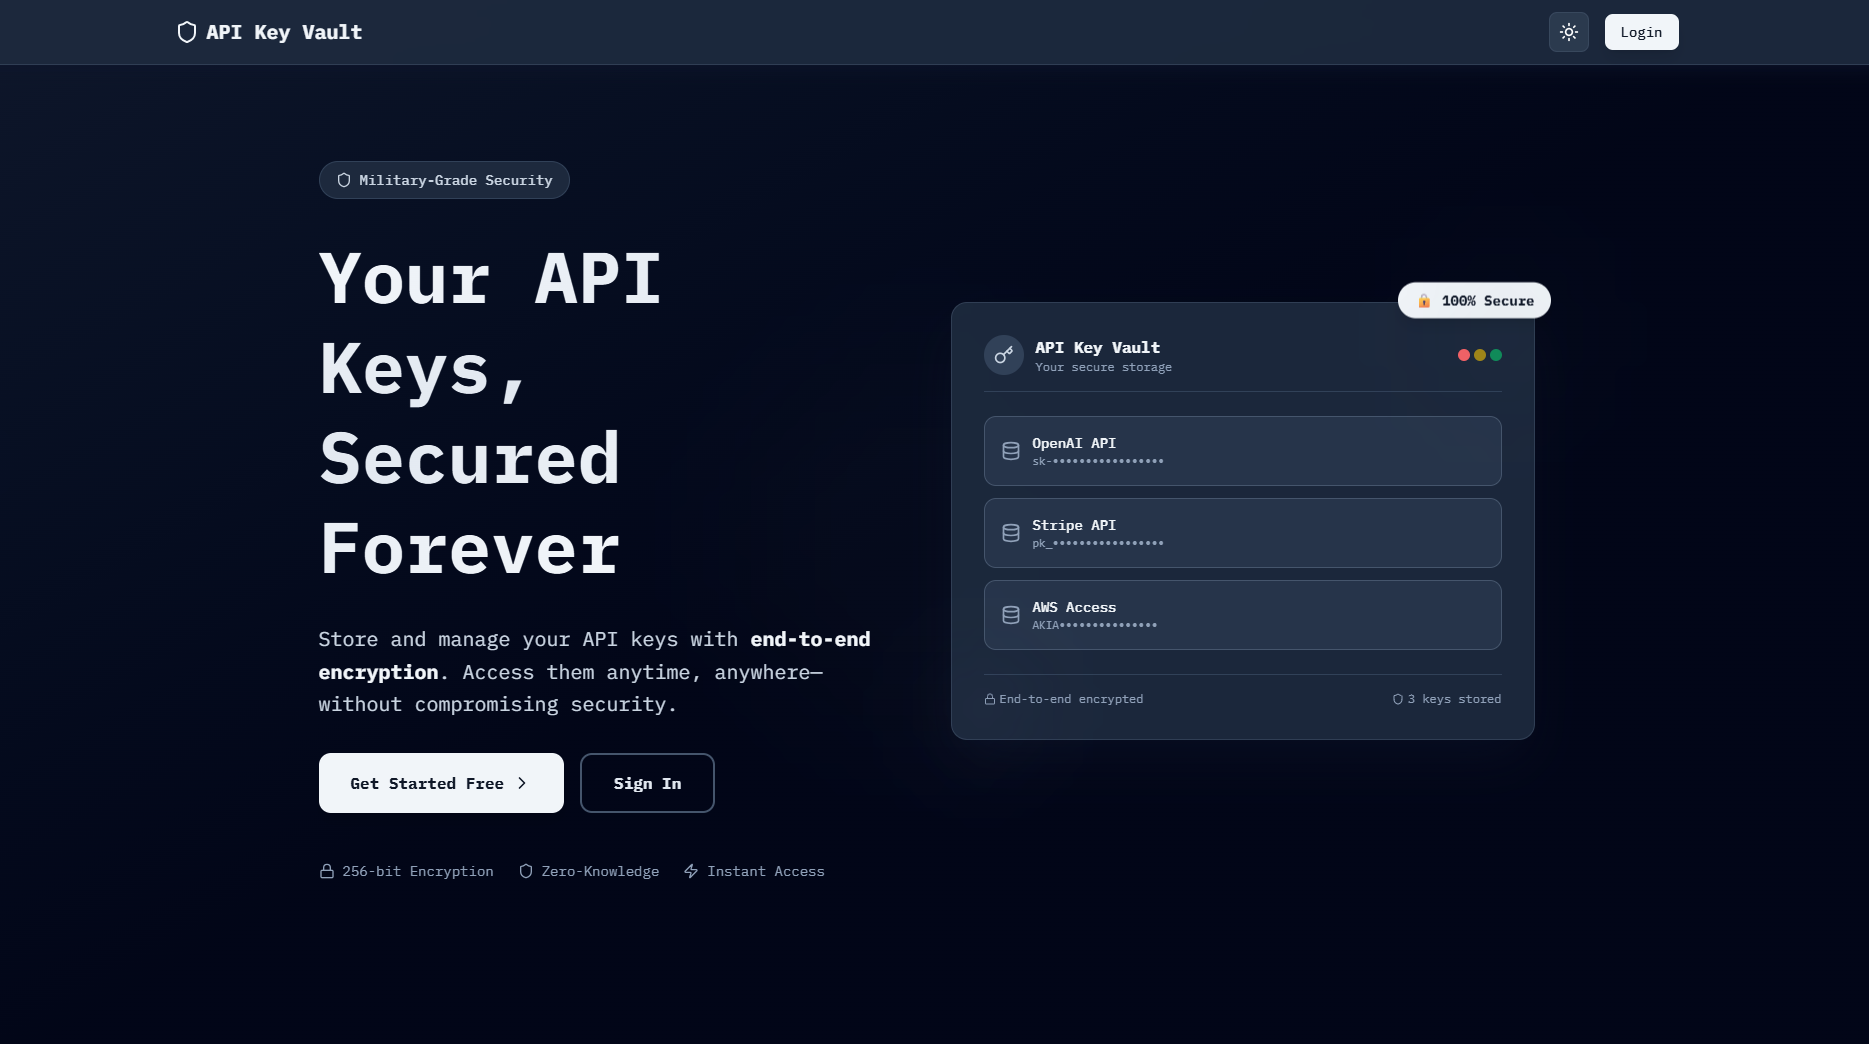 API Key Vault
Login
Military-Grade Security
Your API
Keys,
Secured
Forever
Store and manage your API keys with end-to-end
encryption. Access them anytime, anywhere—
without compromising security.
Get Started Free
Sign In
256-bit Encryption
Zero-Knowledge
Instant Access
🔒 100% Secure
API Key Vault
Your secure storage
OpenAI API
sk-••••••••••••••••
Stripe API
pk_••••••••••••••••
AWS Access
AKIA••••••••••••••
End-to-end encrypted
3 keys stored